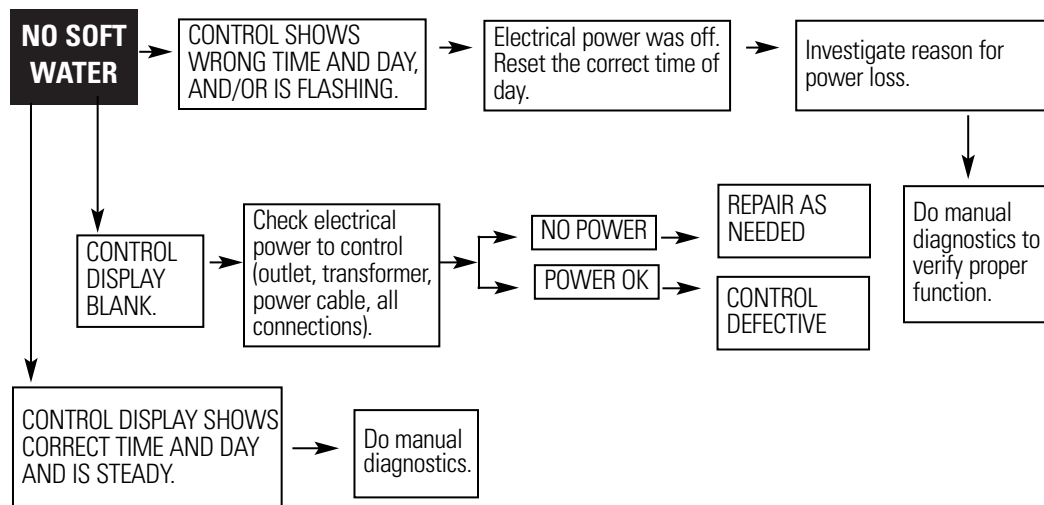 NO SOFT
WATER
CONTROL SHOWS
WRONG TIME AND DAY,
AND/OR IS FLASHING.
Electrical power was off.
Reset the correct time of
day.
Investigate reason for
power loss.
Do manual
diagnostics to
verify proper
function.
CONTROL
DISPLAY
BLANK.
Check electrical
power to control
(outlet, transformer,
power cable, all
connections).
NO POWER
REPAIR AS
NEEDED
POWER OK
CONTROL
DEFECTIVE
CONTROL DISPLAY SHOWS
CORRECT TIME AND DAY
AND IS STEADY.
Do manual
diagnostics.